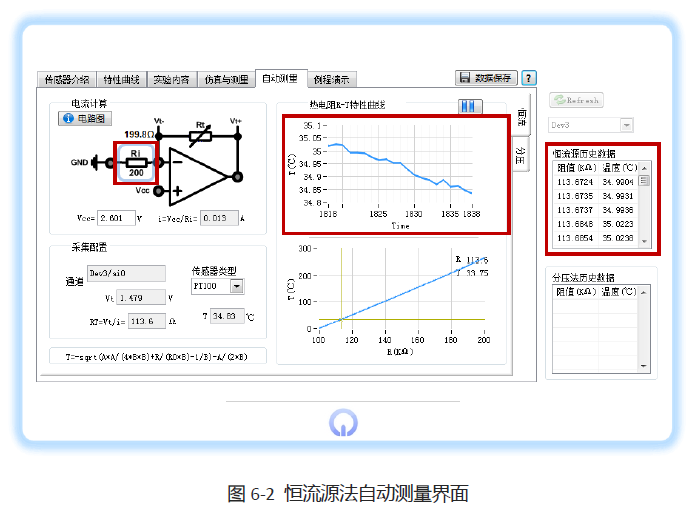 传感器介绍 特性曲线 实验内容 仿真与测量 自动测量 例程演示 数据保存 ?
电流计算
电路图
Vt- Rt Vt+
199.8Ω
Ri
GND
200
Vcc
Vcc= 2.601 V i=Vcc/Ri= 0.013 A
采集配置
通道 Dev3/ai0 传感器类型
PT100
Vt 1.479 V
RT=Vt/i= 113.6 Ω T 34.83 ℃
T=-sqrt(A*A/(4*B*B)+R/(R0*B)-1/B)-A/(2*B)
热电阻R-T特性曲线
T(℃)
35.1
35.05
35
34.95
34.9
34.85
34.8
1818 1825 1830 1835 1838
Time
T(℃)
300
200
100
0
R 113.6
T 33.75
100 120 140 160 180 200
R(KΩ)
恒流
分压
Refresh
Dev3
恒流源历史数据
阻值(KΩ) 温度(℃)
113.6724 34.9904
113.6735 34.9931
113.6737 34.9936
113.6848 35.0223
113.6854 35.0238
分压法历史数据
阻值(KΩ) 温度(℃)
图 6-2 恒流源法自动测量界面